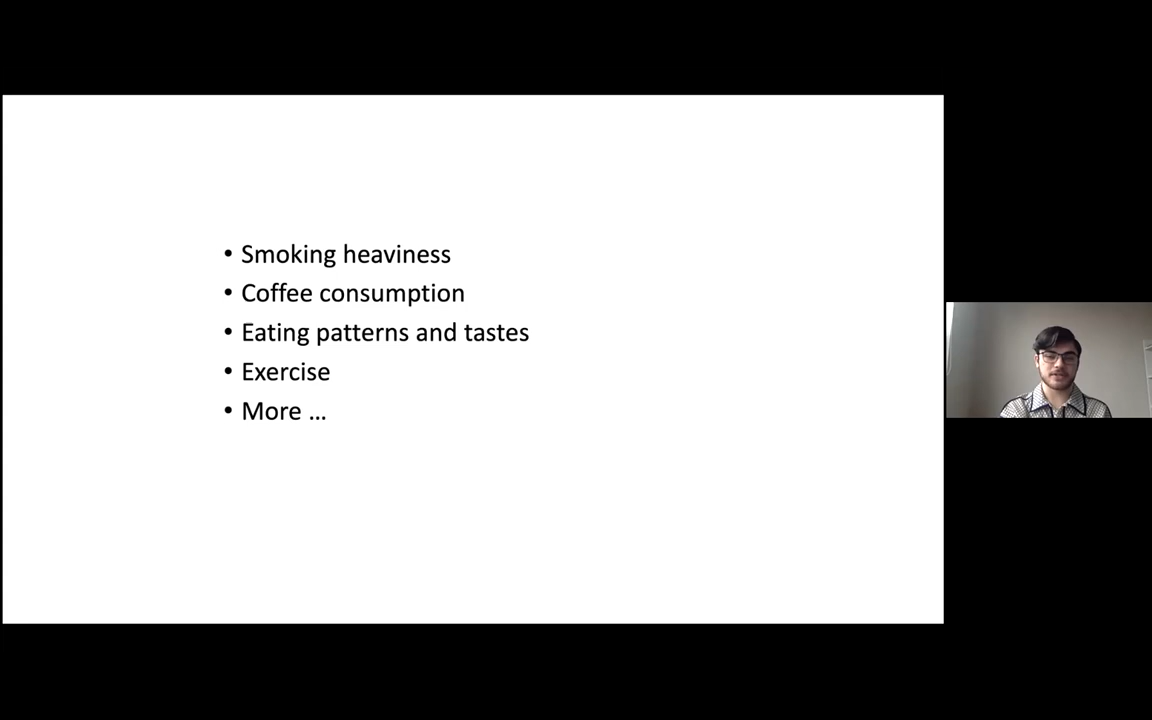 • Smoking heaviness
• Coffee consumption
• Eating patterns and tastes
• Exercise
• More ...